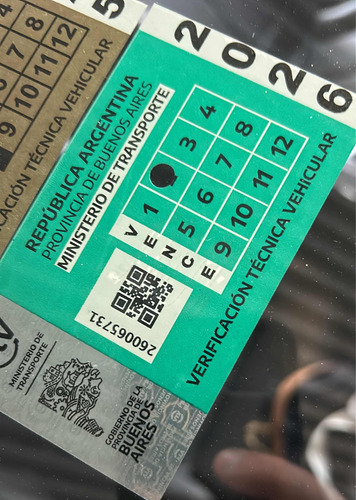 5
8
7
9 10 11 12
CACIÓN TÉCNICA VEHICULAR
2026
REPÚBLICA ARGENTINA
PROVINCIA DE BUENOS AIRES
MINISTERIO DE TRANSPORTE
VENCE
1 3 4
5 6 7 8
9 10 11 12
VERIFICACIÓN TÉCNICA VEHICULAR
260065731
MINISTERIO DE
TRANSPORTE
GOBIERNO DE LA
PROVINCIA DE
BUENOS
AIRES